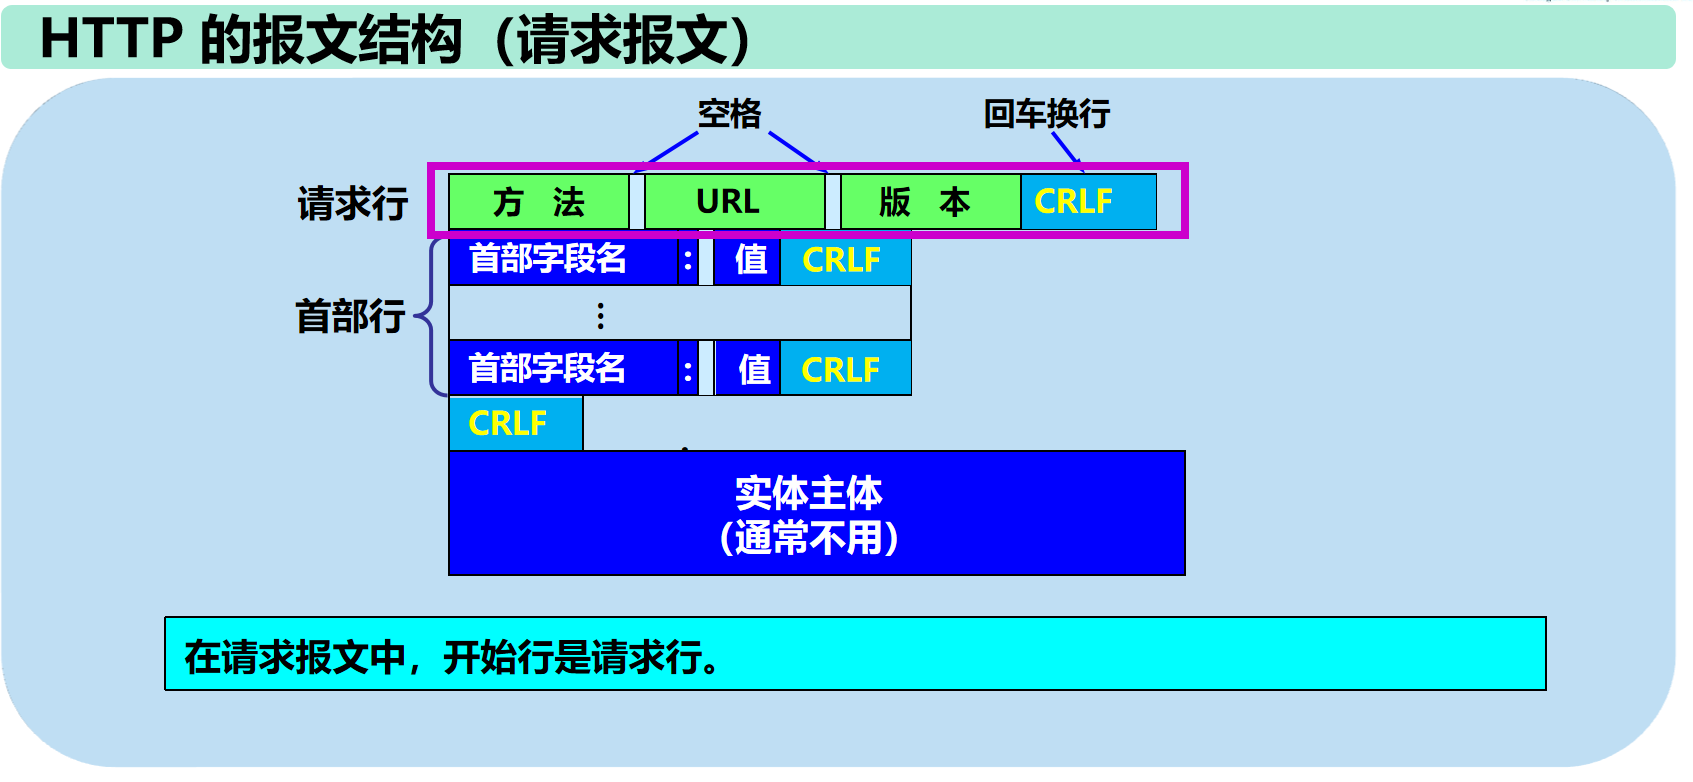 HTTP 的报文结构（请求报文）
空格 回车换行
请求行 方 法 URL 版 本 CRLF
首部字段名 : 值 CRLF
首部行 ⋮
首部字段名 : 值 CRLF
CRLF
实体主体
（通常不用）
在请求报文中，开始行是请求行。